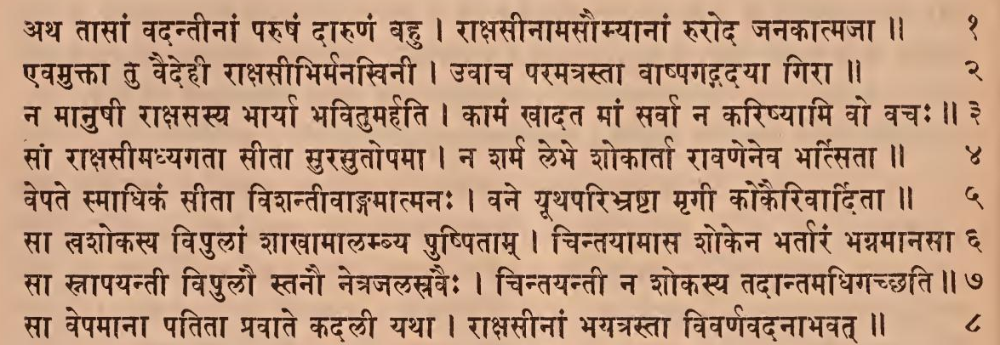 अथ तासां वदन्तीनां परुषं दारुणं बहु । राक्षसीनामसौम्यानां रुरोद जनकात्मजा ॥ १
एवमुक्ता तु वैदेही राक्षसीभिर्मनस्विनी । उवाच परमत्रस्ता बाष्पगद्गदया गिरा ॥ २
न मानुषी राक्षसस्य भार्या भवितुमर्हति । कामं खादत मां सर्वा न करिष्यामि वो वचः ॥ ३
सां राक्षसीमध्यगता सीता सुरसुतोपमा । न शर्म लेभे शोकार्ता रावणेनेव भर्त्सिता ॥ ४
वेपते स्माधिकं सीता विशन्तीवाङ्गमात्मनः । वने यूथपरिभ्रष्टा मृगी कोकैरिवार्दिता ॥ ५
सा त्वशोकस्य विपुलां शाखामालम्ब्य पुष्पिताम् । चिन्तयामास शोकेन भर्तारं भग्नमानसा ६
सा स्नापयन्ती विपुलौ स्तनौ नेत्रजलस्रवैः । चिन्तयन्ती न शोकस्य तदान्तमधिगच्छति ॥ ७
सा वेपमाना पतिता प्रवाते कदली यथा । राक्षसीनां भयत्रस्ता विवर्णवदनाभवत् ॥ ८